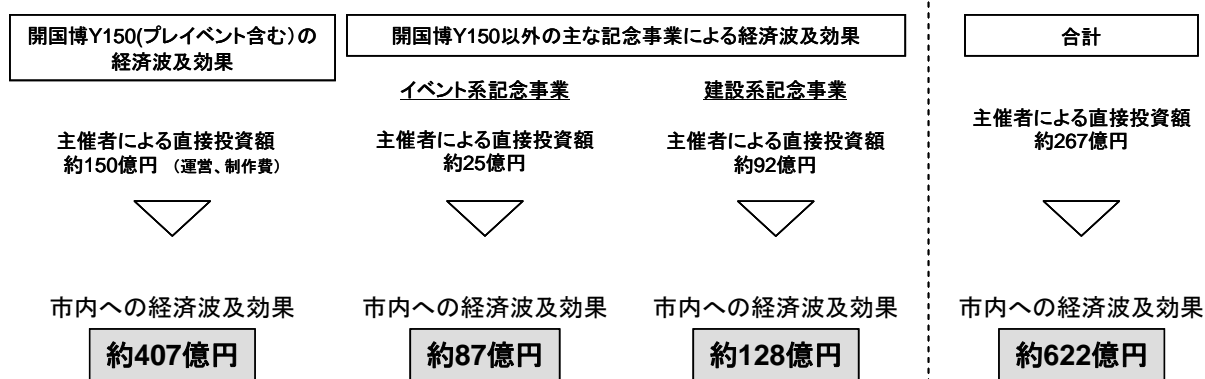 開国博Y150(プレイベント含む)の
経済波及効果
主催者による直接投資額
約150億円 (運営、制作費)
市内への経済波及効果
約407億円
開国博Y150以外の主な記念事業による経済波及効果
イベント系記念事業
主催者による直接投資額
約25億円
市内への経済波及効果
約87億円
建設系記念事業
主催者による直接投資額
約92億円
市内への経済波及効果
約128億円
合計
主催者による直接投資額
約267億円
市内への経済波及効果
約622億円